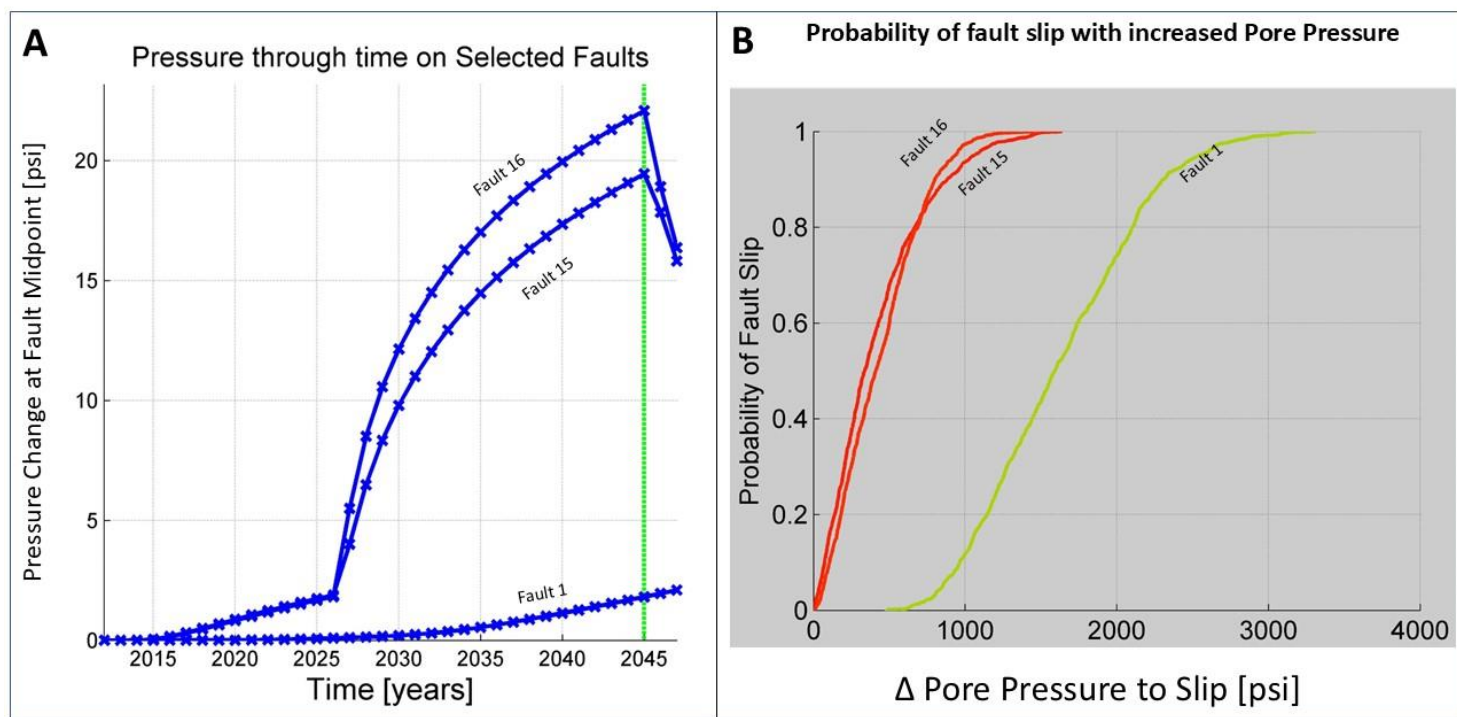 A
Pressure through time on Selected Faults
Pressure Change at Fault Midpoint [psi]
20
15
10
5
0
Fault 16
Fault 15
Fault 1
2015
2020
2025
2030
2035
2040
2045
Time [years]
B
Probability of fault slip with increased Pore Pressure
Probability of Fault Slip
1
0.8
0.6
0.4
0.2
0
Fault 16
Fault 15
Fault 1
0
1000
2000
3000
4000
Δ Pore Pressure to Slip [psi]